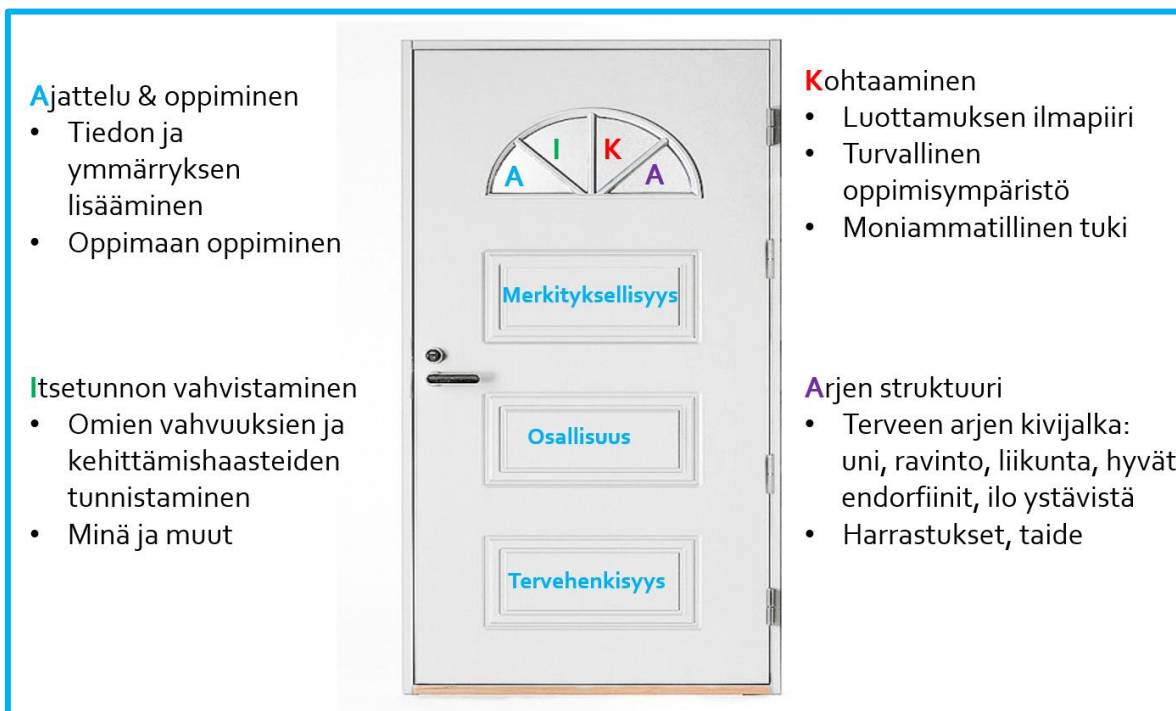 Ajattelu & oppiminen
• Tiedon ja
ymmärryksen
lisääminen
• Oppimaan oppiminen
Itsetunnon vahvistaminen
• Omien vahvuuksien ja
kehittämishaasteiden
tunnistaminen
• Minä ja muut
A I K A
Merkityksellisyys
Osallisuus
Tervehenkisyys
Kohtaaminen
• Luottamuksen ilmapiiri
• Turvallinen
oppimisympäristö
• Moniammatillinen tuki
Arjen struktuuri
• Terveen arjen kivijalka:
uni, ravinto, liikunta, hyvät
endorfiinit, ilo ystävistä
• Harrastukset, taide